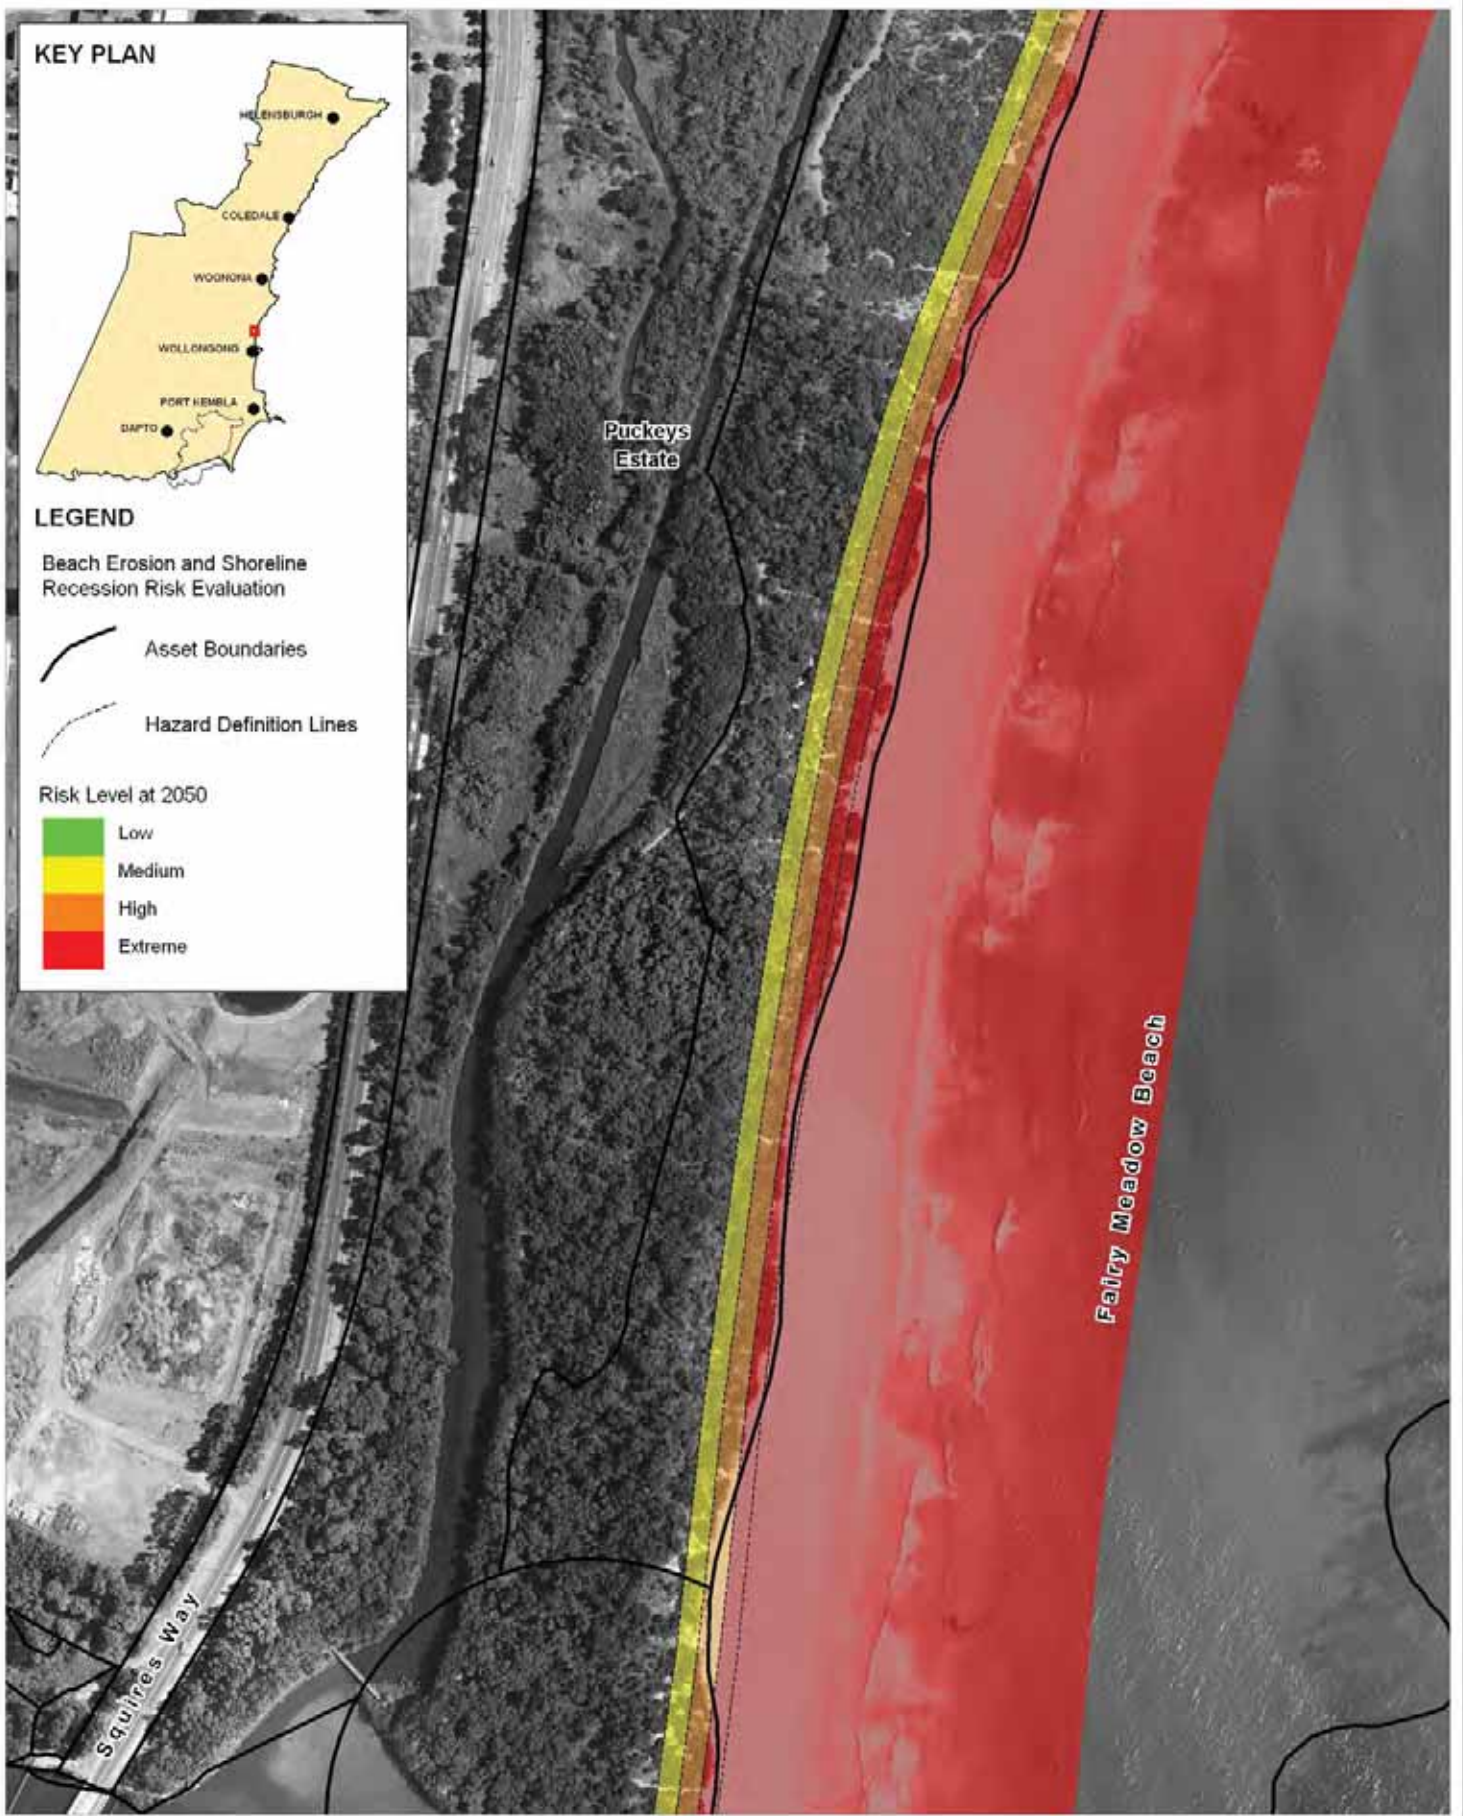 KEY PLAN
HELENSBURGH
COLEDALE
WOONONA
WOLLONGONG
PORT KEMBLA
DAPTO
LEGEND
Beach Erosion and Shoreline
Recession Risk Evaluation
Asset Boundaries
Hazard Definition Lines
Risk Level at 2050
Low
Medium
High
Extreme
Puckeys
Estate
Fairy Meadow Beach
Squires Way